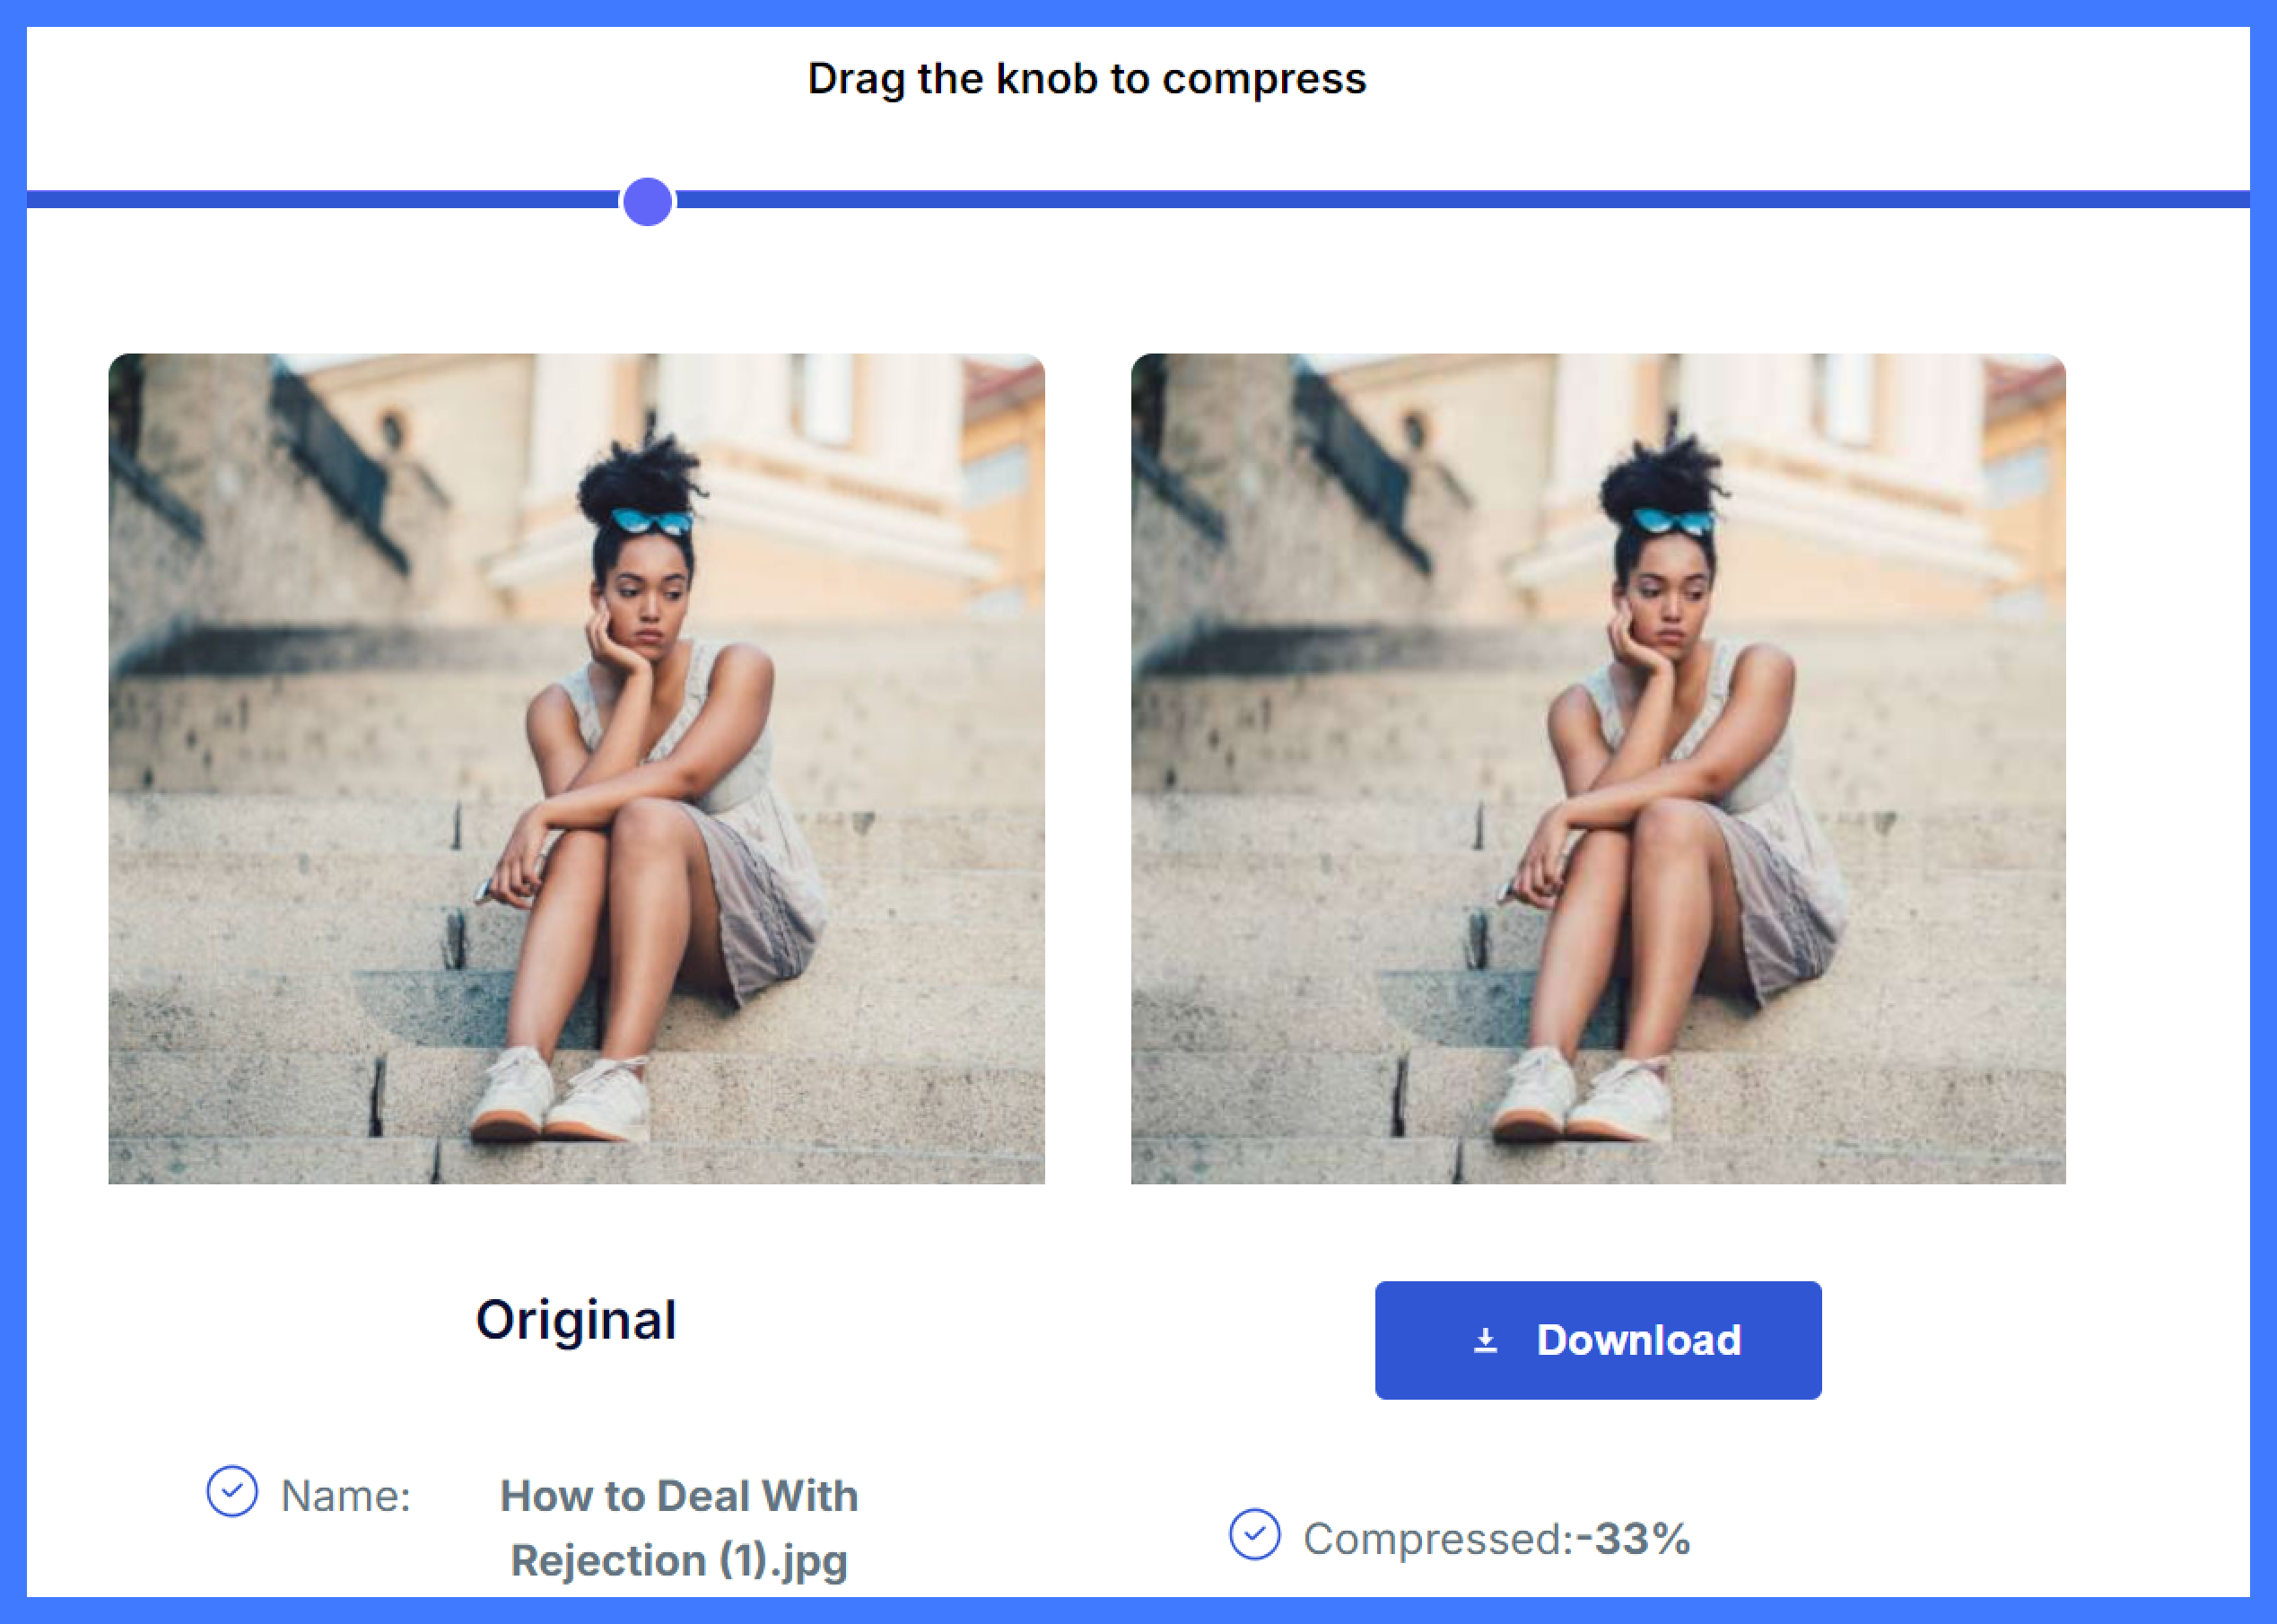 Drag the knob to compress
Original
Download
Name:
How to Deal With
Rejection (1).jpg
Compressed:-33%